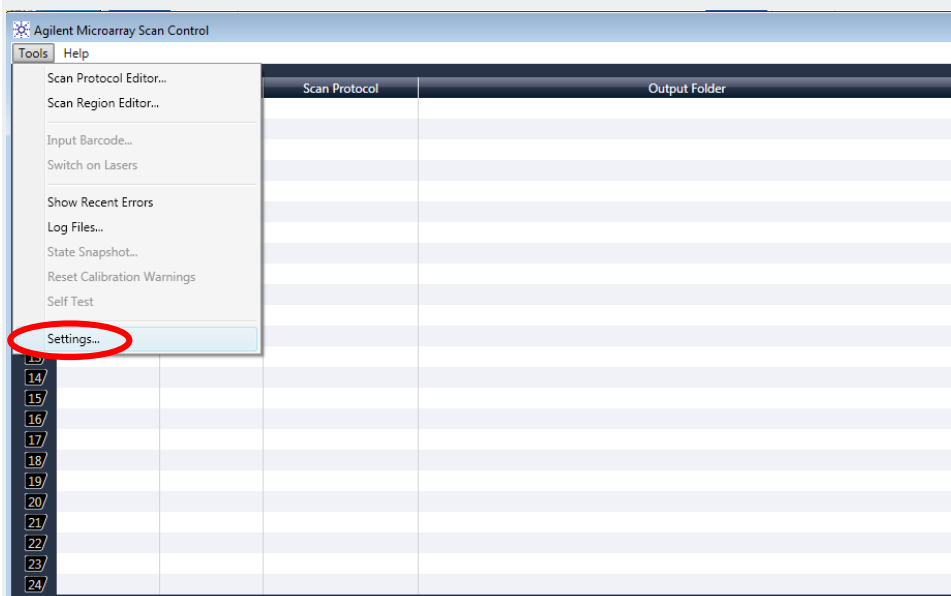 Agilent Microarray Scan Control
Tools Help
Scan Protocol Editor...
Scan Region Editor...
Input Barcode...
Switch on Lasers
Show Recent Errors
Log Files...
State Snapshot...
Reset Calibration Warnings
Self Test
Settings...
Scan Protocol Output Folder
13
14
15
16
17
18
19
20
21
22
23
24